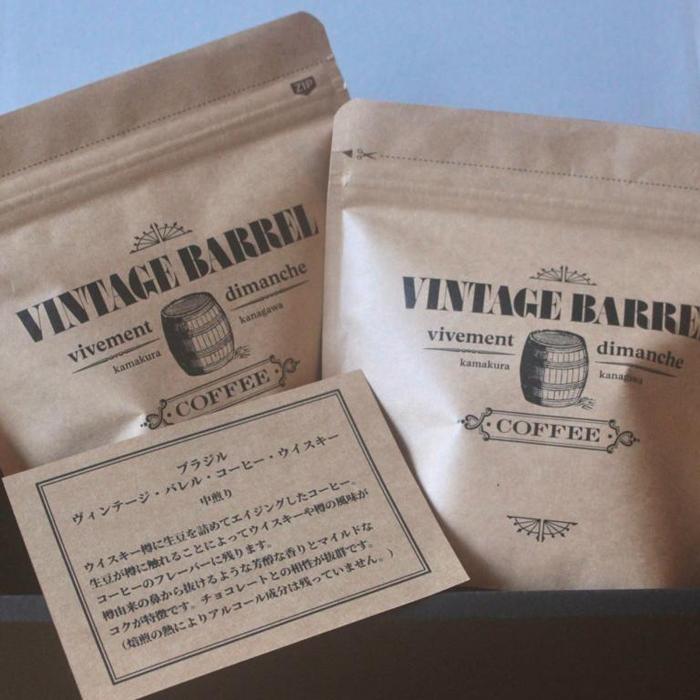 ZIP
VINTAGE BARREL
vivement dimanche
kamakura kanagawa
COFFEE
VINTAGE BARRE
vivement dimanche
kamakura kanagawa
COFFEE
ブラジル
ヴィンテージ・バレル・コーヒー・ウイスキー
中煎り
ウイスキー樽に生豆を詰めてエイジングしたコーヒー。
生豆が樽に触れることによってウイスキーや樽の風味が
コーヒーのフレーバーに残ります。
樽由来の鼻から抜けるような芳醇な香りとマイルドな
コクが特徴です。チョコレートとの相性が抜群です。
（焙煎の熱によりアルコール成分は残っていません。）